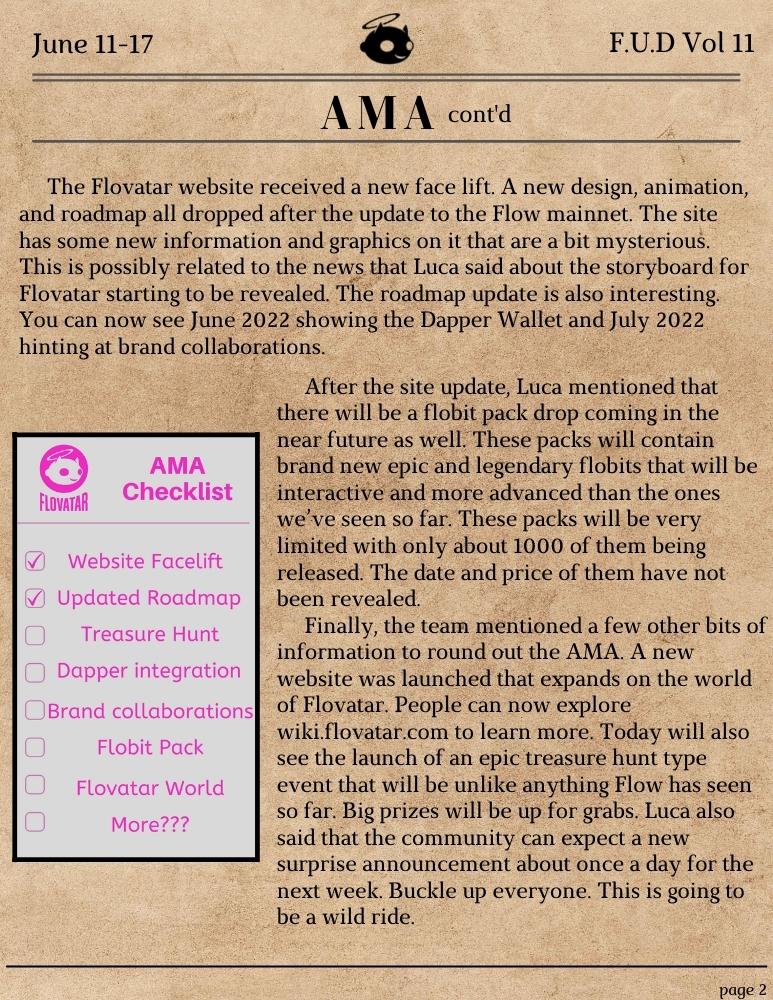 June 11-17
F.U.D Vol 11
AMA cont'd
The Flovatar website received a new face lift. A new design, animation,
and roadmap all dropped after the update to the Flow mainnet. The site
has some new information and graphics on it that are a bit mysterious.
This is possibly related to the news that Luca said about the storyboard for
Flovatar starting to be revealed. The roadmap update is also interesting.
You can now see June 2022 showing the Dapper Wallet and July 2022
hinting at brand collaborations.
After the site update, Luca mentioned that
there will be a flobit pack drop coming in the
near future as well. These packs will contain
brand new epic and legendary flobits that will be
interactive and more advanced than the ones
we've seen so far. These packs will be very
limited with only about 1000 of them being
released. The date and price of them have not
been revealed.
Finally, the team mentioned a few other bits of
information to round out the AMA. A new
website was launched that expands on the world
of Flovatar. People can now explore
wiki.flovatar.com to learn more. Today will also
see the launch of an epic treasure hunt type
event that will be unlike anything Flow has seen
so far. Big prizes will be up for grabs. Luca also
said that the community can expect a new
surprise announcement about once a day for the
next week. Buckle up everyone. This is going to
be a wild ride.
FLOVATAR
AMA
Checklist
Website Facelift
Updated Roadmap
Treasure Hunt
Dapper integration
Brand collaborations
Flobit Pack
Flovatar World
More???
page 2